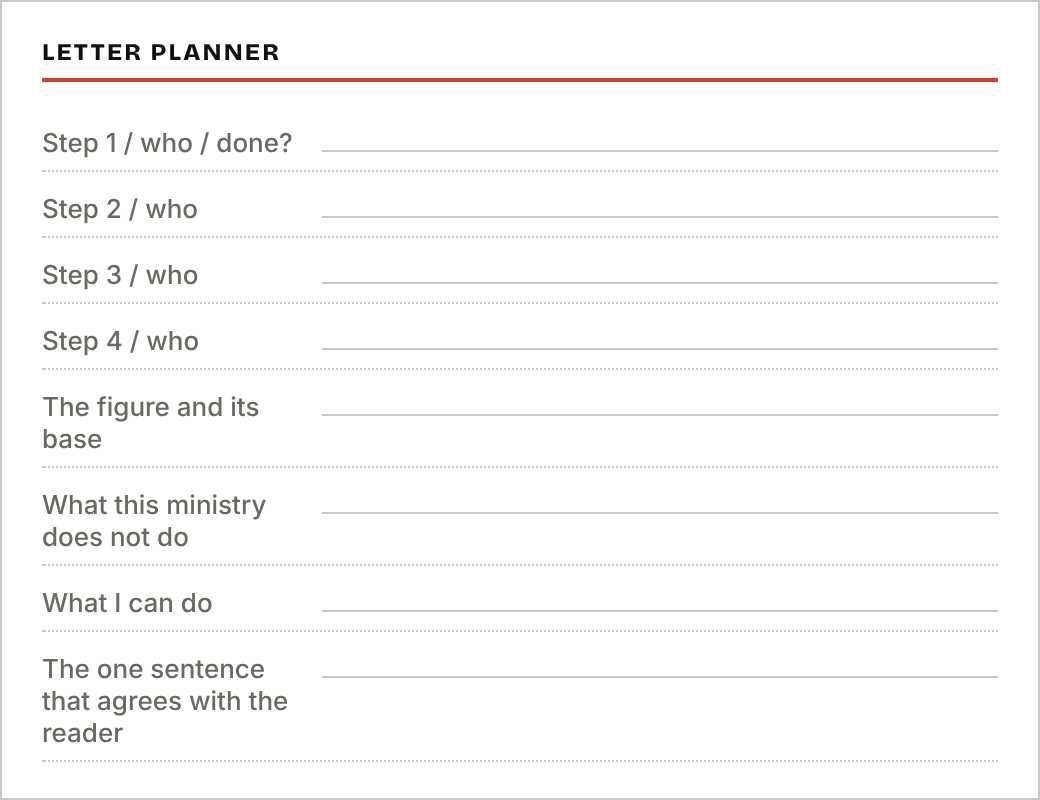 LETTER PLANNER
Step 1 / who / done?
Step 2 / who
Step 3 / who
Step 4 / who
The figure and its
base
What this ministry
does not do
What I can do
The one sentence
that agrees with the
reader